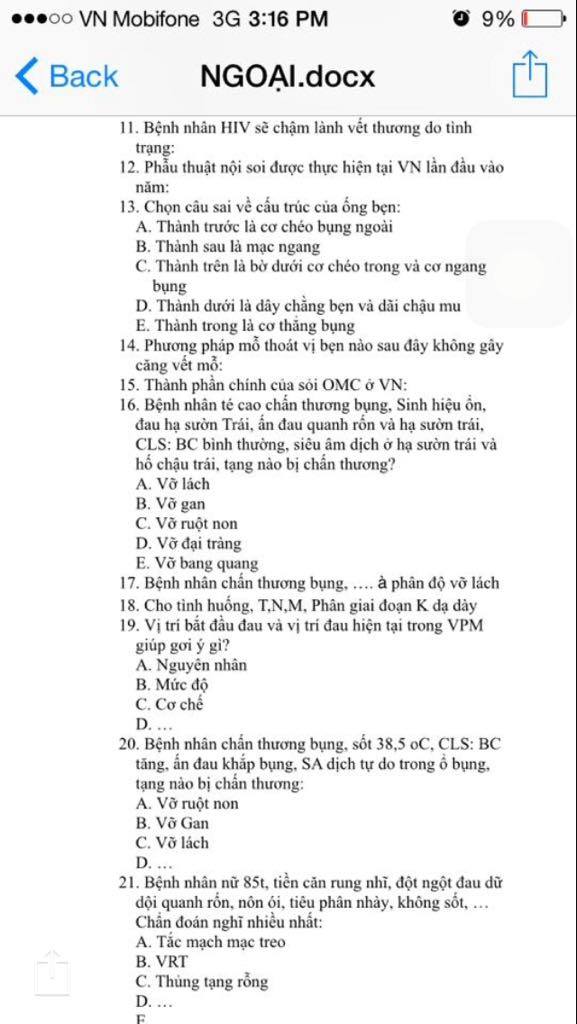 VN Mobifone 3G 3:16 PM 9%
Back NGOẠI.docx
11. Bệnh nhân HIV sẽ chậm lành vết thương do tình
trạng:
12. Phẫu thuật nội soi được thực hiện tại VN lần đầu vào
năm:
13. Chọn câu sai về cấu trúc của ống bẹn:
A. Thành trước là cơ chéo bụng ngoài
B. Thành sau là mạc ngang
C. Thành trên là bờ dưới cơ chéo trong và cơ ngang
bụng
D. Thành dưới là dây chằng bẹn và dãi chậu mu
E. Thành trong là cơ thẳng bụng
14. Phương pháp mỗ thoát vị bẹn nào sau đây không gây
căng vết mỗ:
15. Thành phần chính của sỏi OMC ở VN:
16. Bệnh nhân té cao chấn thương bụng, Sinh hiệu ổn,
đau hạ sườn Trái, ấn đau quanh rốn và hạ sườn trái,
CLS: BC bình thường, siêu âm dịch ở hạ sườn trái và
hố chậu trái, tạng nào bị chấn thương?
A. Vỡ lách
B. Vỡ gan
C. Vỡ ruột non
D. Vỡ đại tràng
E. Vỡ bang quang
17. Bệnh nhân chấn thương bụng, …. à phân độ vỡ lách
18. Cho tình huống, T,N,M, Phân giai đoạn K dạ dày
19. Vị trí bắt đầu đau và vị trí đau hiện tại trong VPM
giúp gơi ý gì?
A. Nguyên nhân
B. Mức độ
C. Cơ chế
D. …
20. Bệnh nhân chấn thương bụng, sốt 38,5 oC, CLS: BC
tăng, ấn đau khắp bụng, SA dịch tự do trong ổ bụng,
tạng nào bị chấn thương:
A. Vỡ ruột non
B. Vỡ Gan
C. Vỡ lách
D. …
21. Bệnh nhân nữ 85t, tiền căn rung nhĩ, đột ngột đau dữ
dội quanh rốn, nôn ói, tiêu phân nhày, không sốt, …
Chẩn đoán nghĩ nhiều nhất:
A. Tắc mạch mạc treo
B. VRT
C. Thủng tạng rỗng
D. …
E